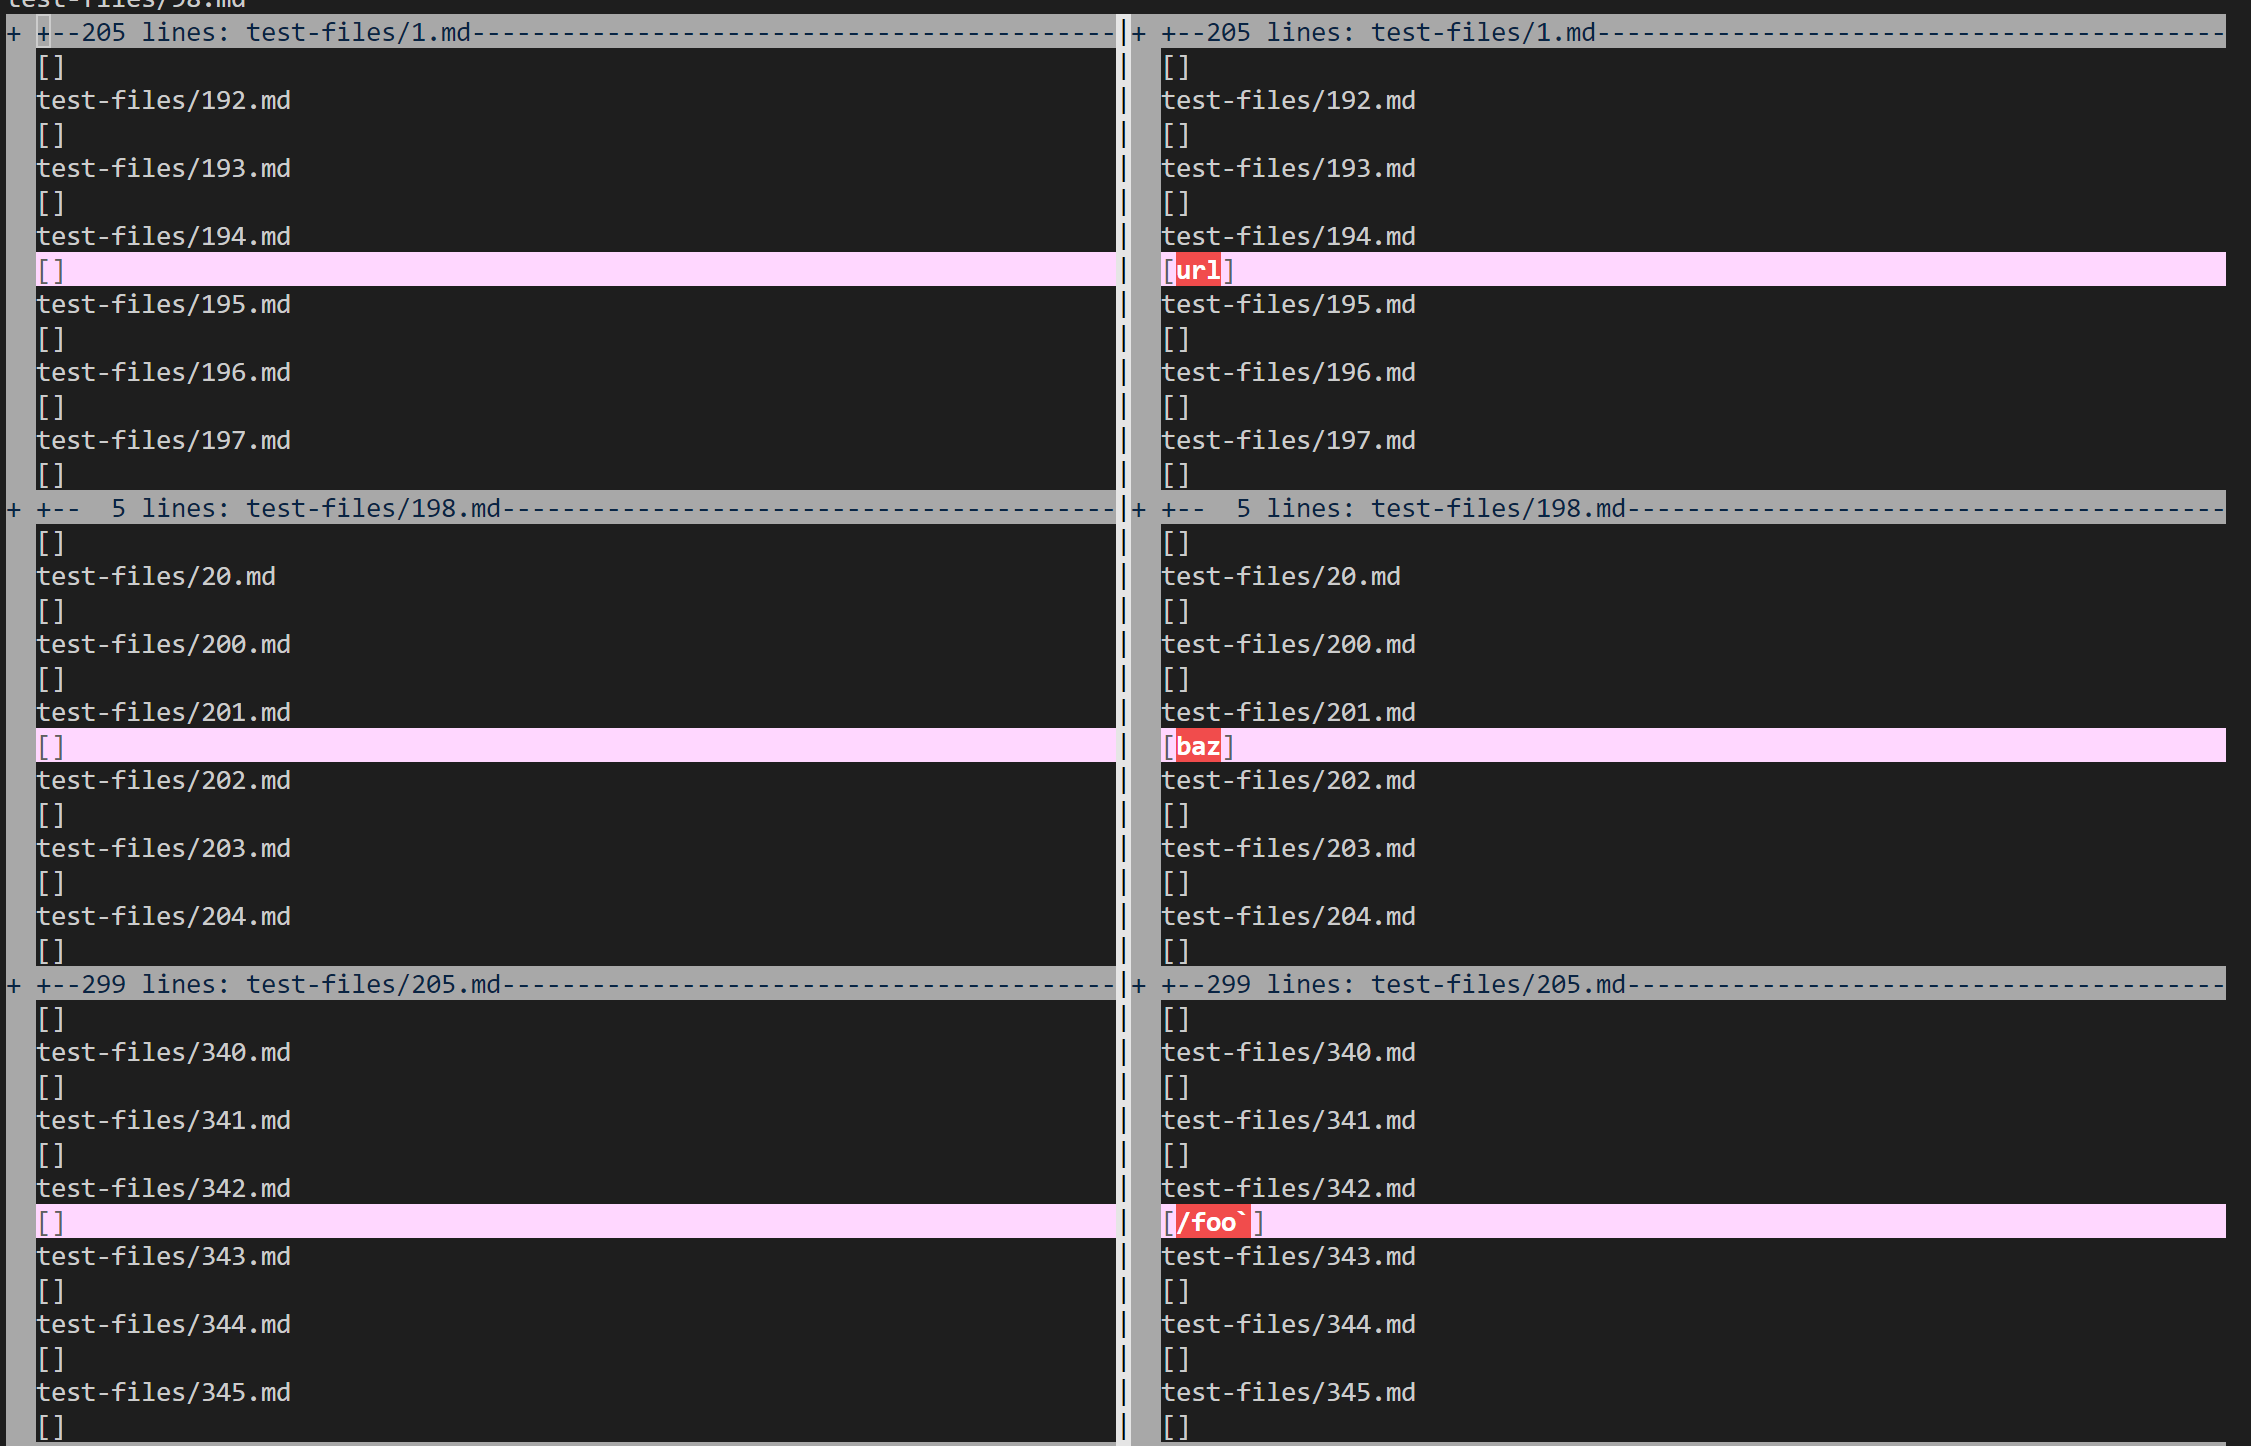 test-files/98.md
+ +--205 lines: test-files/1.md-------------------------------------------|+ +--205 lines: test-files/1.md------------------------------------------
[] | []
test-files/192.md | test-files/192.md
[] | []
test-files/193.md | test-files/193.md
[] | []
test-files/194.md | test-files/194.md
[] | [url]
test-files/195.md | test-files/195.md
[] | []
test-files/196.md | test-files/196.md
[] | []
test-files/197.md | test-files/197.md
[] | []
+ +--  5 lines: test-files/198.md-----------------------------------------|+ +--  5 lines: test-files/198.md----------------------------------------
[] | []
test-files/20.md | test-files/20.md
[] | []
test-files/200.md | test-files/200.md
[] | []
test-files/201.md | test-files/201.md
[] | [baz]
test-files/202.md | test-files/202.md
[] | []
test-files/203.md | test-files/203.md
[] | []
test-files/204.md | test-files/204.md
[] | []
+ +--299 lines: test-files/205.md-----------------------------------------|+ +--299 lines: test-files/205.md----------------------------------------
[] | []
test-files/340.md | test-files/340.md
[] | []
test-files/341.md | test-files/341.md
[] | []
test-files/342.md | test-files/342.md
[] | [/foo`]
test-files/343.md | test-files/343.md
[] | []
test-files/344.md | test-files/344.md
[] | []
test-files/345.md | test-files/345.md
[] | []